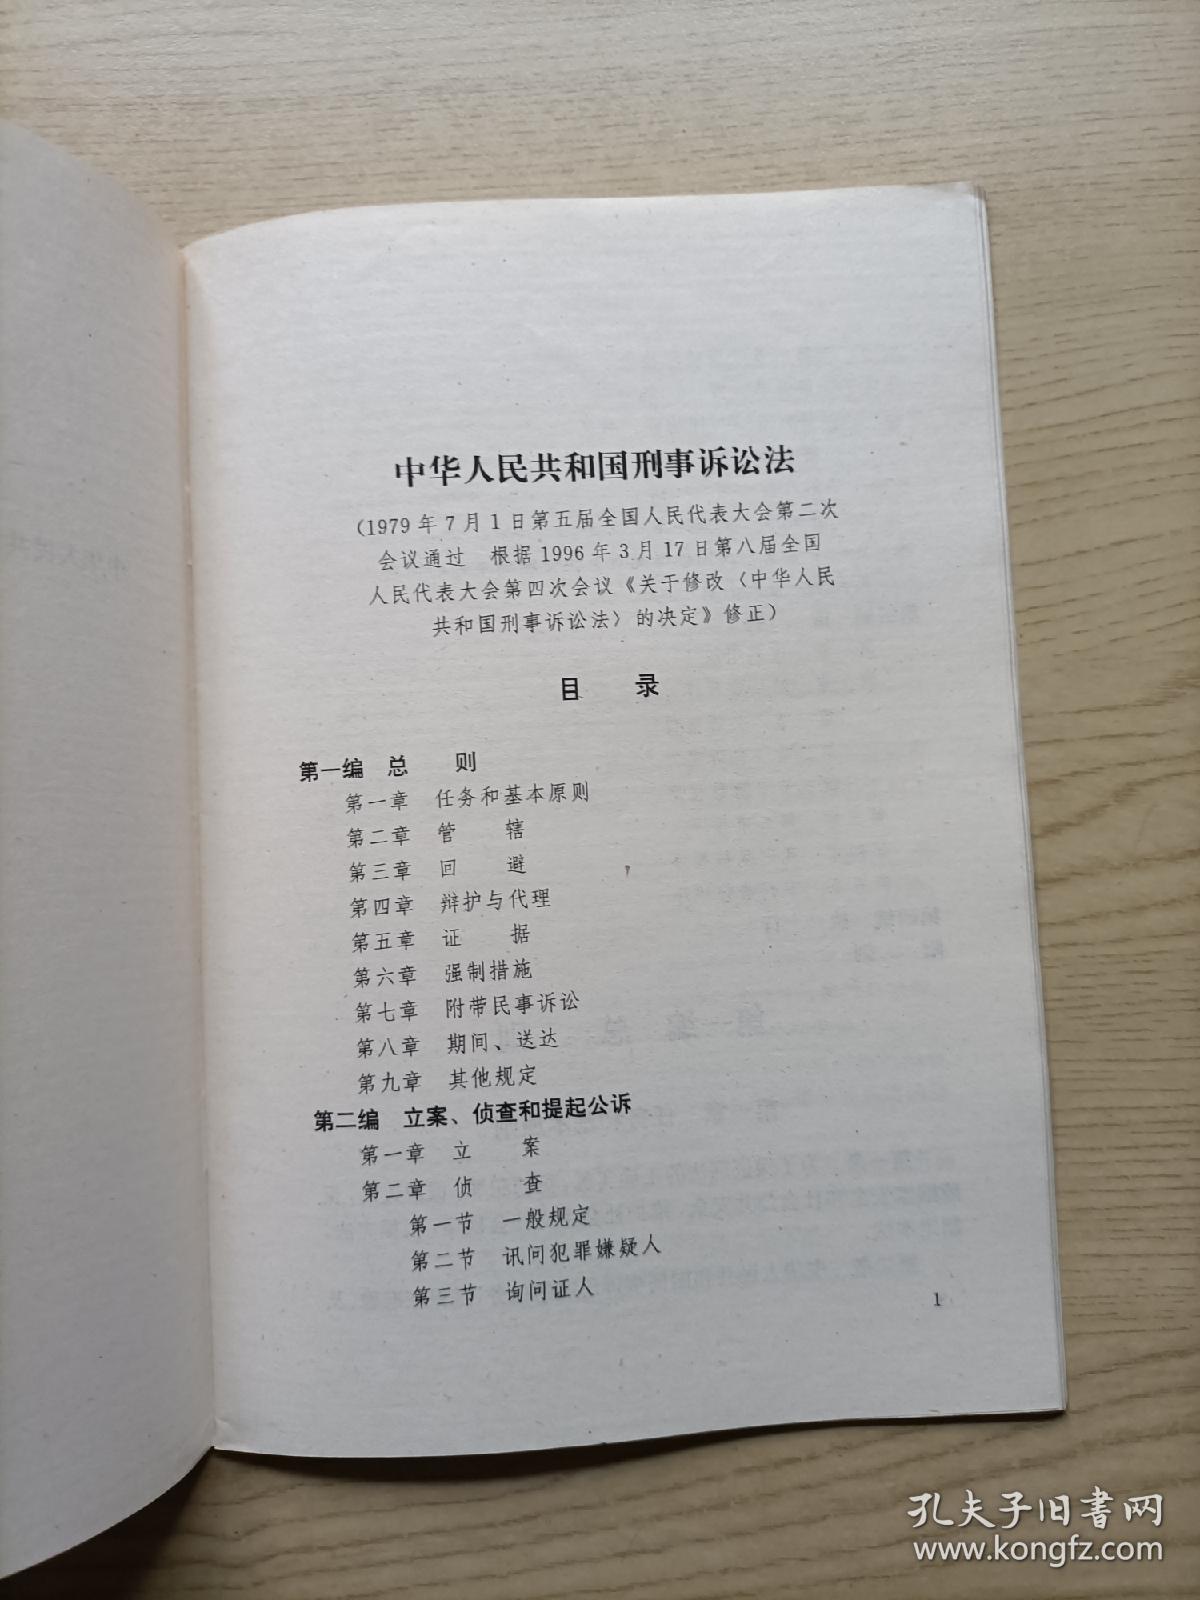 中华人民共和国刑事诉讼法
（1979年7月1日第五届全国人民代表大会第二次
会议通过　根据1996年3月17日第八届全国
人民代表大会第四次会议《关于修改〈中华人民
共和国刑事诉讼法〉的决定》修正）
目　　录
第一编　总　　则
第一章　任务和基本原则
第二章　管　　辖
第三章　回　　避
第四章　辩护与代理
第五章　证　　据
第六章　强制措施
第七章　附带民事诉讼
第八章　期间、送达
第九章　其他规定
第二编　立案、侦查和提起公诉
第一章　立　　案
第二章　侦　　查
第一节　一般规定
第二节　讯问犯罪嫌疑人
第三节　询问证人
1
孔夫子旧书网
www.kongfz.com